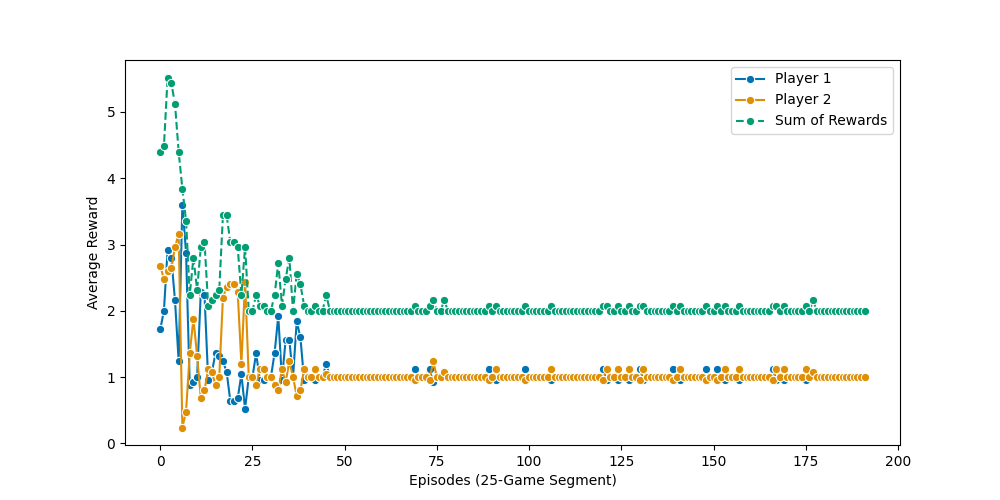 Player 1
Player 2
Sum of Rewards
Average Reward
5
4
3
2
1
0
0 25 50 75 100 125 150 175 200
Episodes (25-Game Segment)